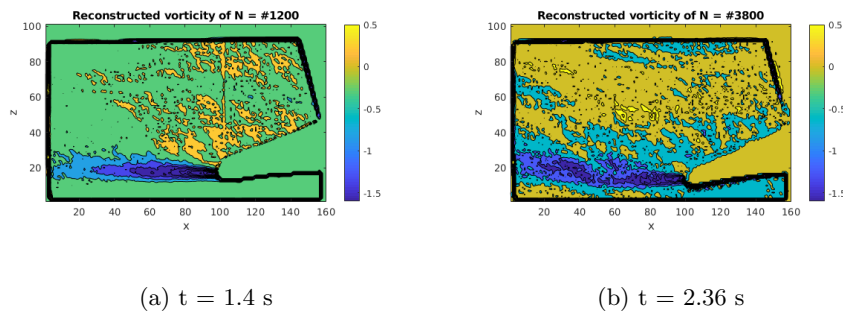 Reconstructed vorticity of N = #1200
100
80
60
40
20
z
20 40 60 80 100 120 140 160
x
0.5
0
-0.5
-1
-1.5
Reconstructed vorticity of N = #3800
100
80
60
40
20
z
20 40 60 80 100 120 140 160
x
0.5
0
-0.5
-1
-1.5
(a) t = 1.4 s
(b) t = 2.36 s